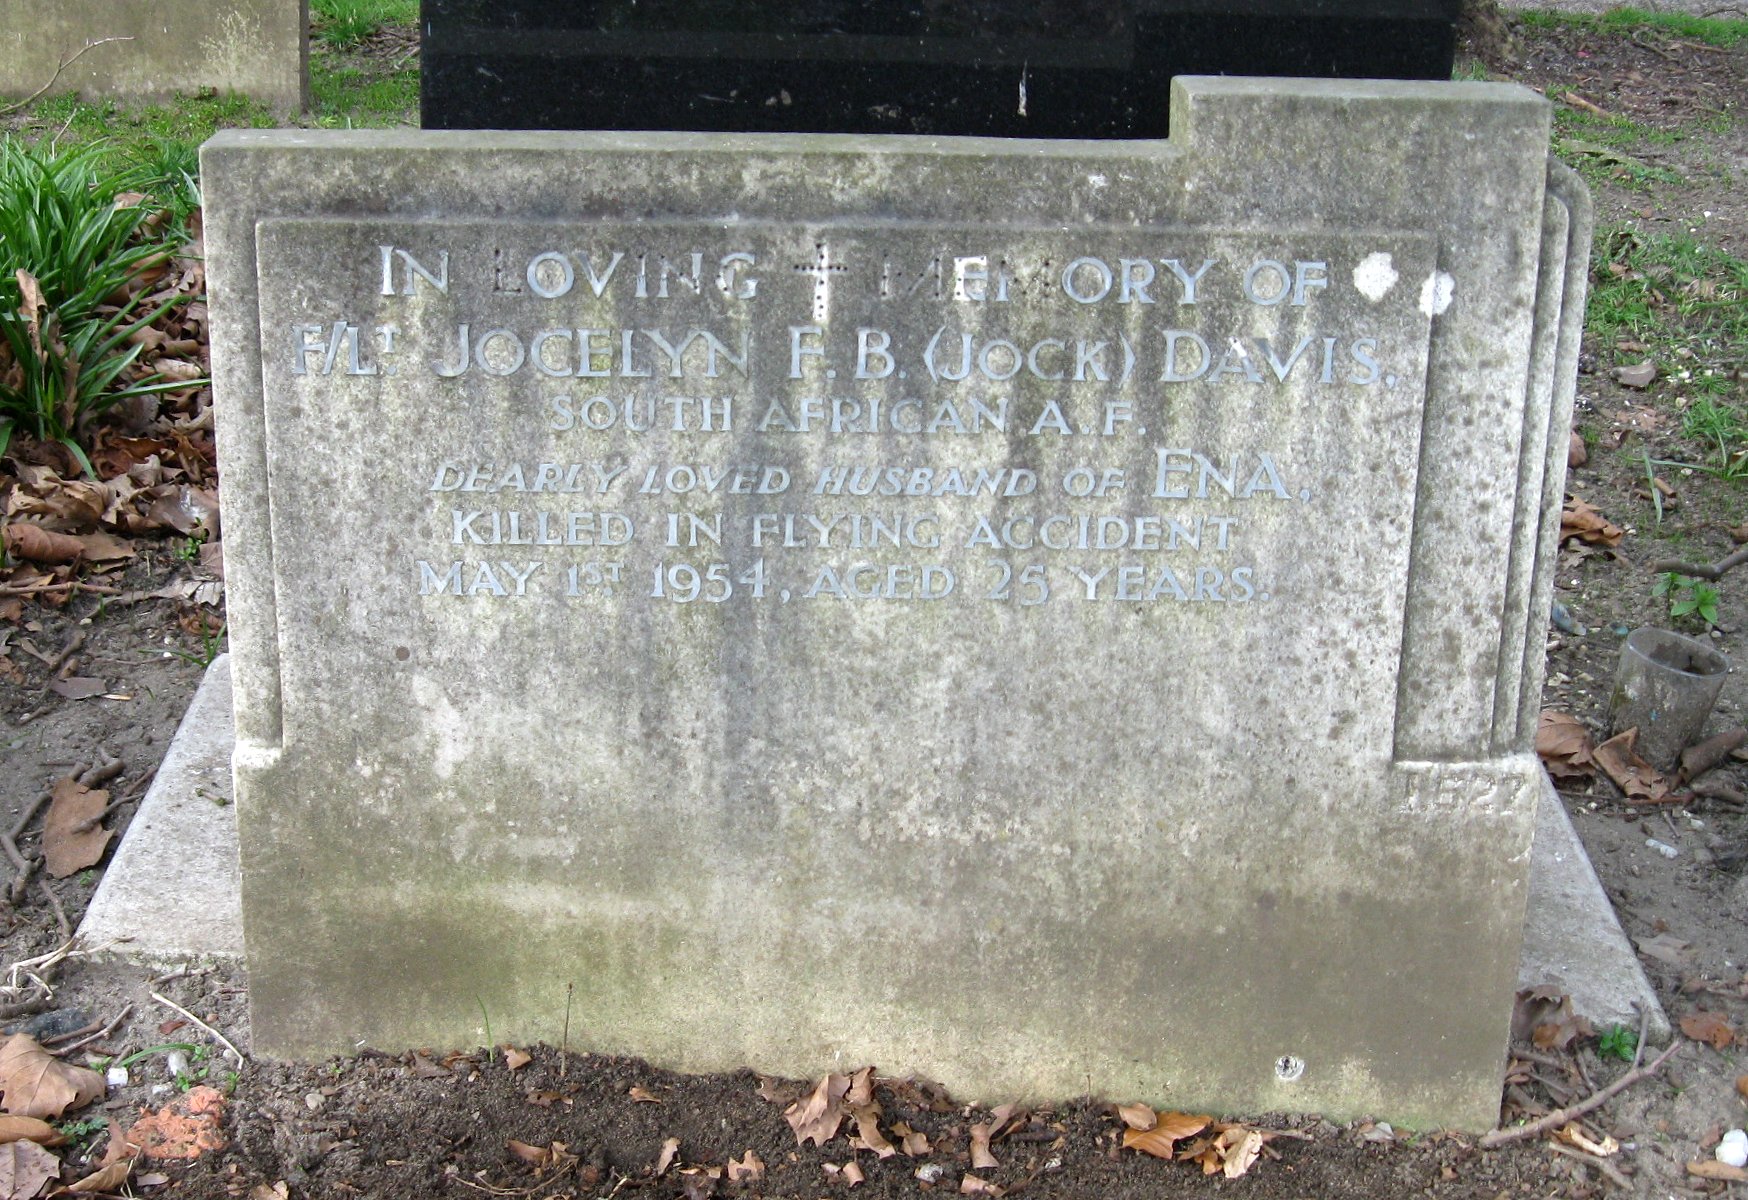 IN LOVING MEMORY OF
F/LT. JOCELYN F.B. (JOCK) DAVIS,
SOUTH AFRICAN A.F.
DEARLY LOVED HUSBAND OF ENA,
KILLED IN FLYING ACCIDENT
MAY 1ST 1954, AGED 25 YEARS.